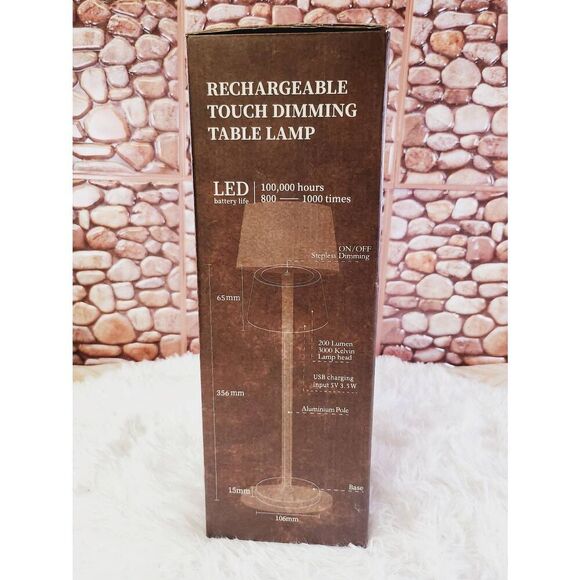 RECHARGEABLE
TOUCH DIMMING
TABLE LAMP
LED 100,000 hours
battery life 800 — 1000 times
ON/OFF
Stepless Dimming
65mm
200 Lumen
3000 Kelvin
Lamp head
USB charging
Input 5V 3.5W
356mm
Aluminium Pole
15mm
Base
106mm